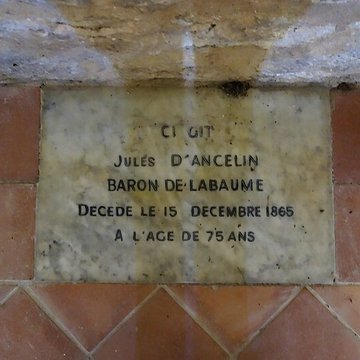 CI GIT
JULES D'ANCELIN
BARON DE LABAUME
DECEDE LE 15 DECEMBRE 1865
A L'AGE DE 75 ANS